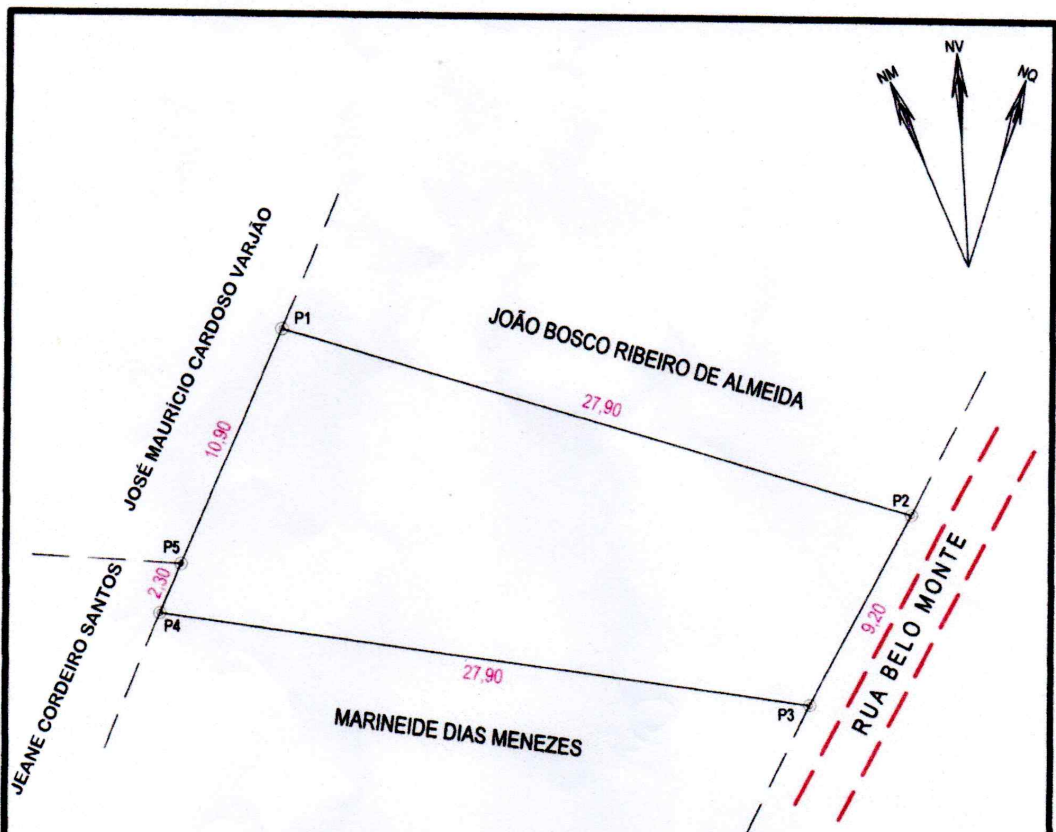 NM
NV
NQ
JOSÉ MAURÍCIO CARDOSO VARJÃO
P1
JOÃO BOSCO RIBEIRO DE ALMEIDA
27,90
10,90
P2
P5
2,30
P4
9,20
RUA BELO MONTE
JEANE CORDEIRO SANTOS
27,90
P3
MARINEIDE DIAS MENEZES